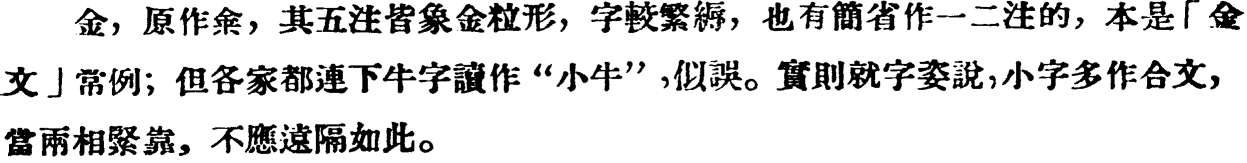 金，原作𠆎，其五注皆象金粒形，字較繁縟，也有簡省作一二注的，本是「金
文」常例；但各家都連下牛字讀作“小牛”，似誤。實則就字姿說，小字多作合文，
當兩相緊靠，不應遠隔如此。